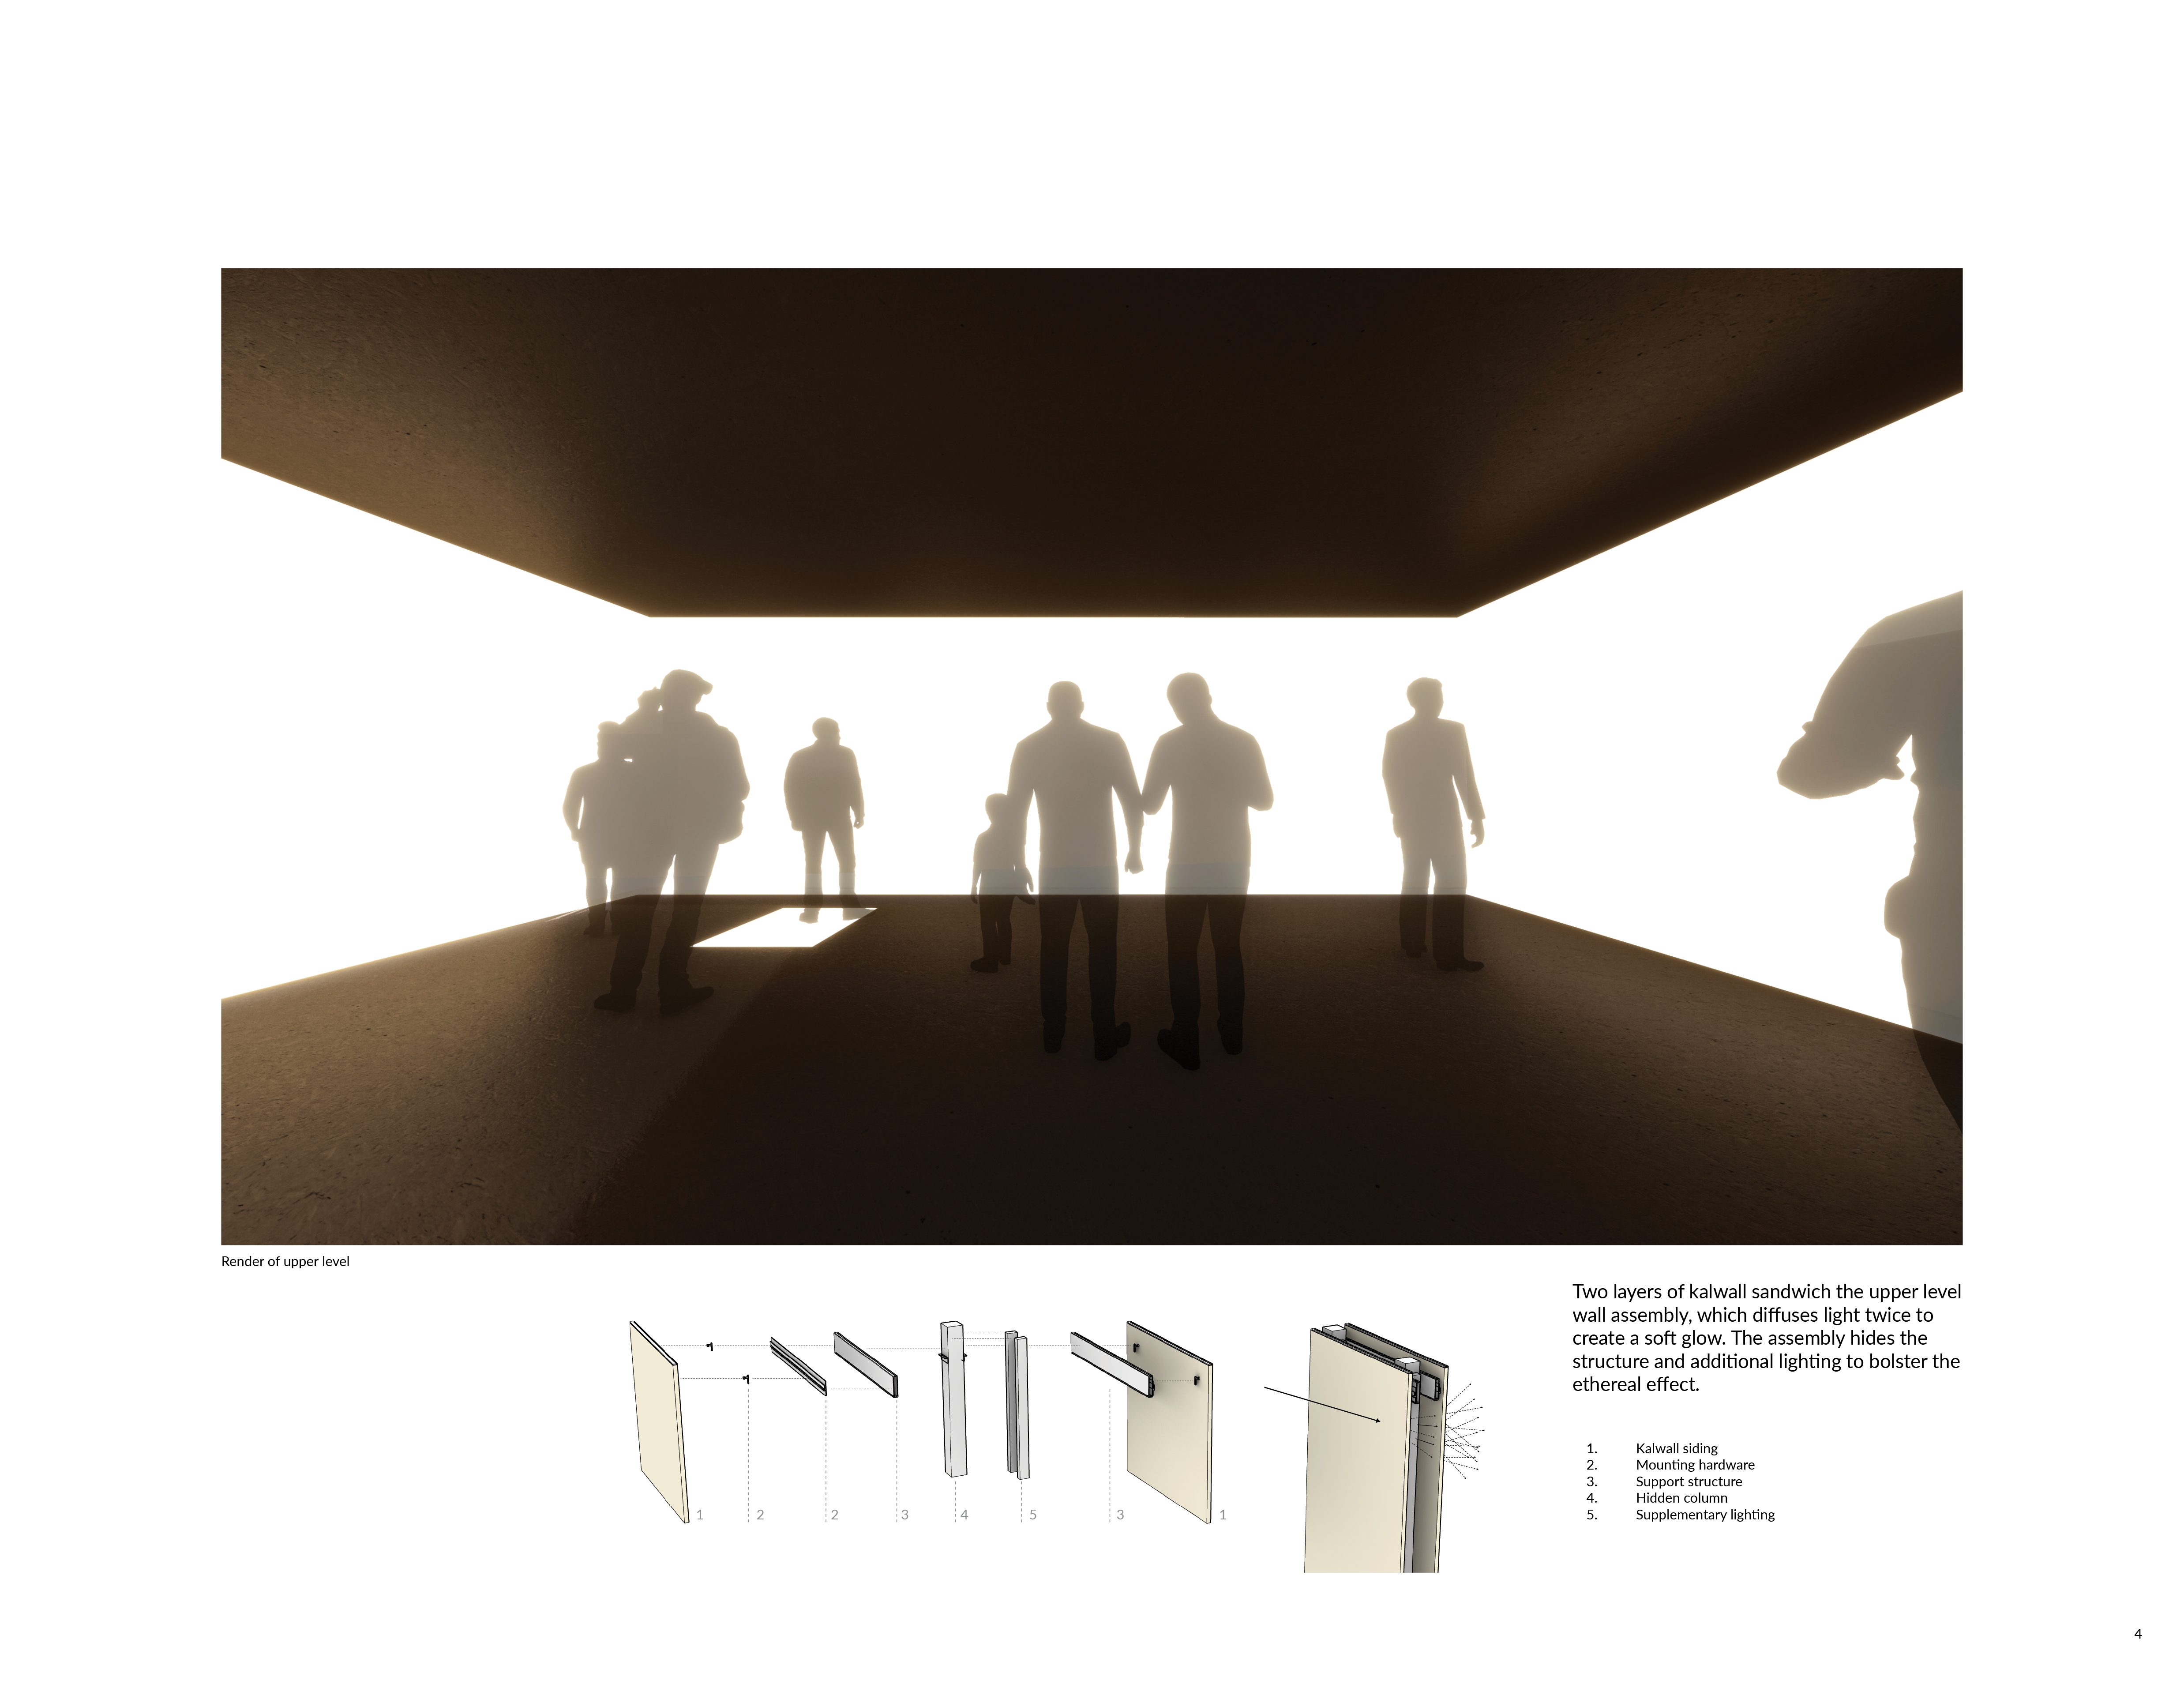 Render of upper level
Two layers of kalwall sandwich the upper level
wall assembly, which diffuses light twice to
create a soft glow. The assembly hides the
structure and additional lighting to bolster the
ethereal effect.
1. Kalwall siding
2. Mounting hardware
3. Support structure
4. Hidden column
5. Supplementary lighting
1 2 2 3 4 5 3 1
4